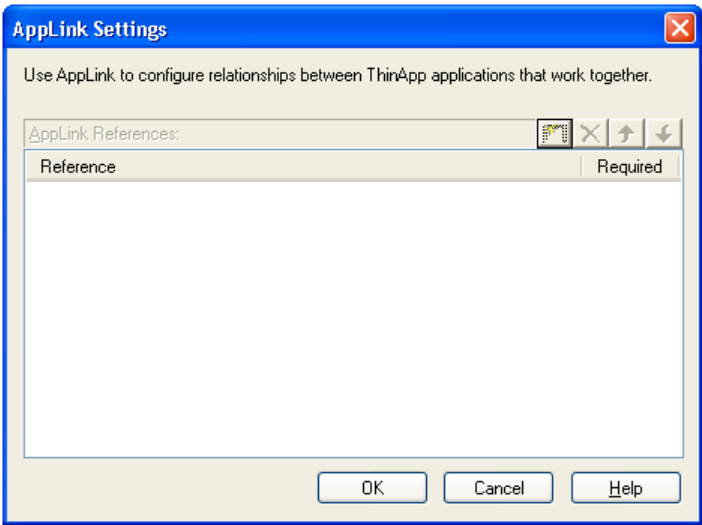 AppLink Settings
Use AppLink to configure relationships between ThinApp applications that work together.
AppLink References:
Reference Required
OK Cancel Help